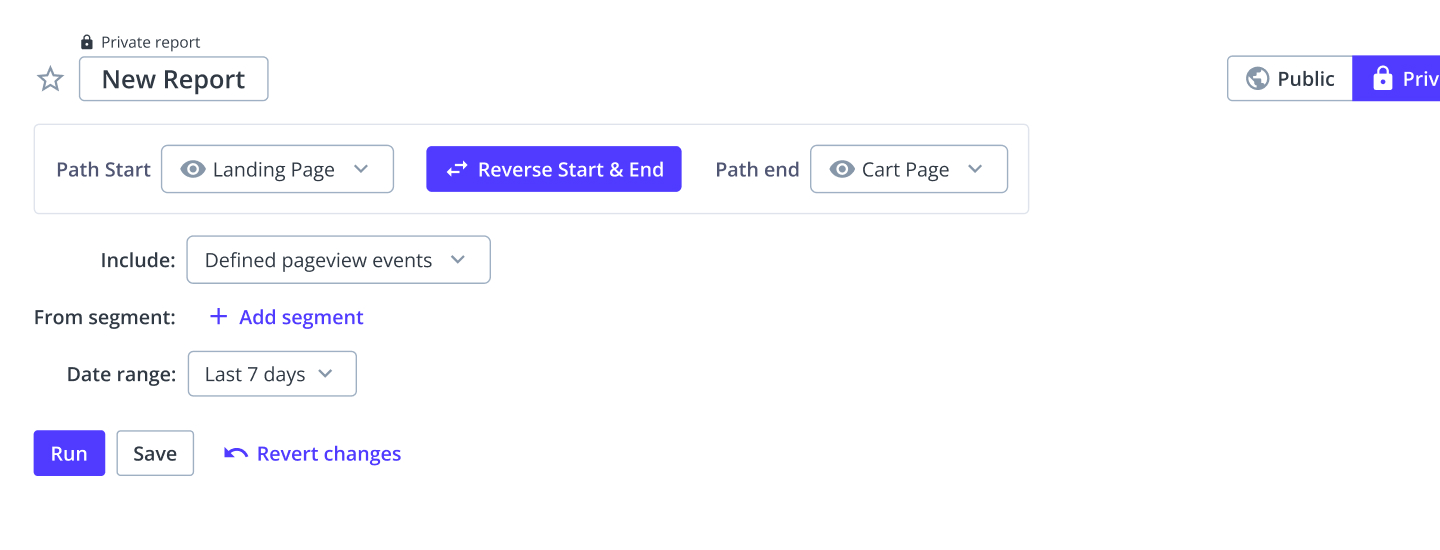 Private report
New Report
Public
Path Start Landing Page Reverse Start & End Path end Cart Page
Include: Defined pageview events
From segment: Add segment
Date range: Last 7 days
Run Save Revert changes